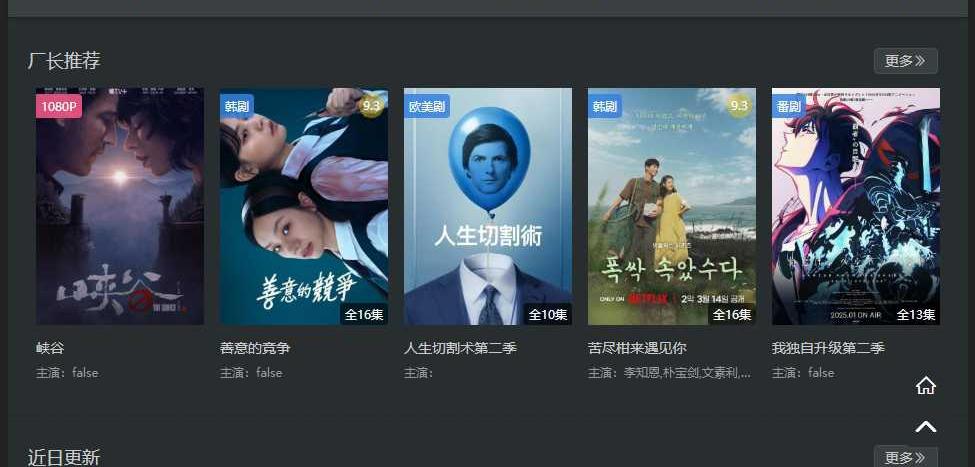 厂长推荐
更多
1080P
tv+
峡谷
峡谷
主演：false
韩剧
9.3
善意的競爭
全16集
善意的竞争
主演：false
欧美剧
人生切割術
全10集
人生切割术第二季
主演：
韩剧
9.3
폭싹 속았수다
ONLY ON NETFLIX
2막 3월 14일 공개
全16集
苦尽柑来遇见你
主演：李知恩,朴宝剑,文素利,...
番剧
2025.01 ON AIR
全13集
我独自升级第二季
主演：false
近日更新
更多